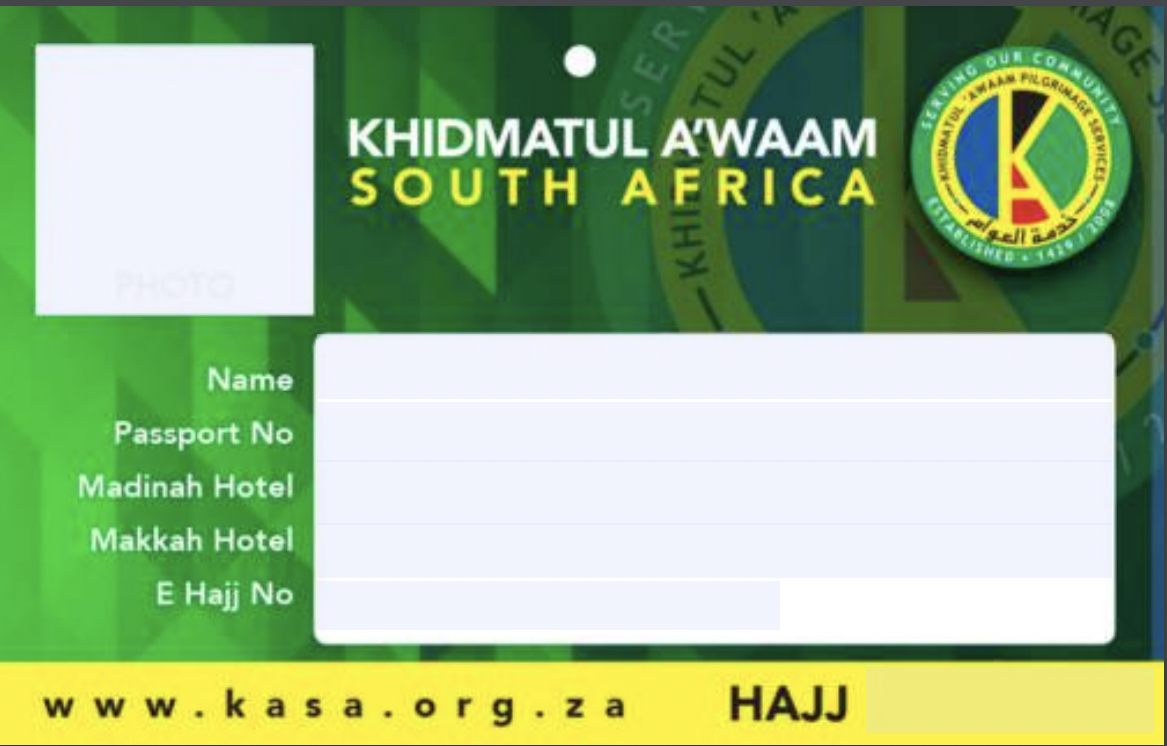 KHIDMATUL A'WAAM
SOUTH AFRICA
SERVING OUR COMMUNITY
KHIDMATUL 'AWAAM PILGRIMAGE SERVICES
خدمة العوام
ESTABLISHED • 1429 / 2008
PHOTO
Name
Passport No
Madinah Hotel
Makkah Hotel
E Hajj No
www.kasa.org.za
HAJJ